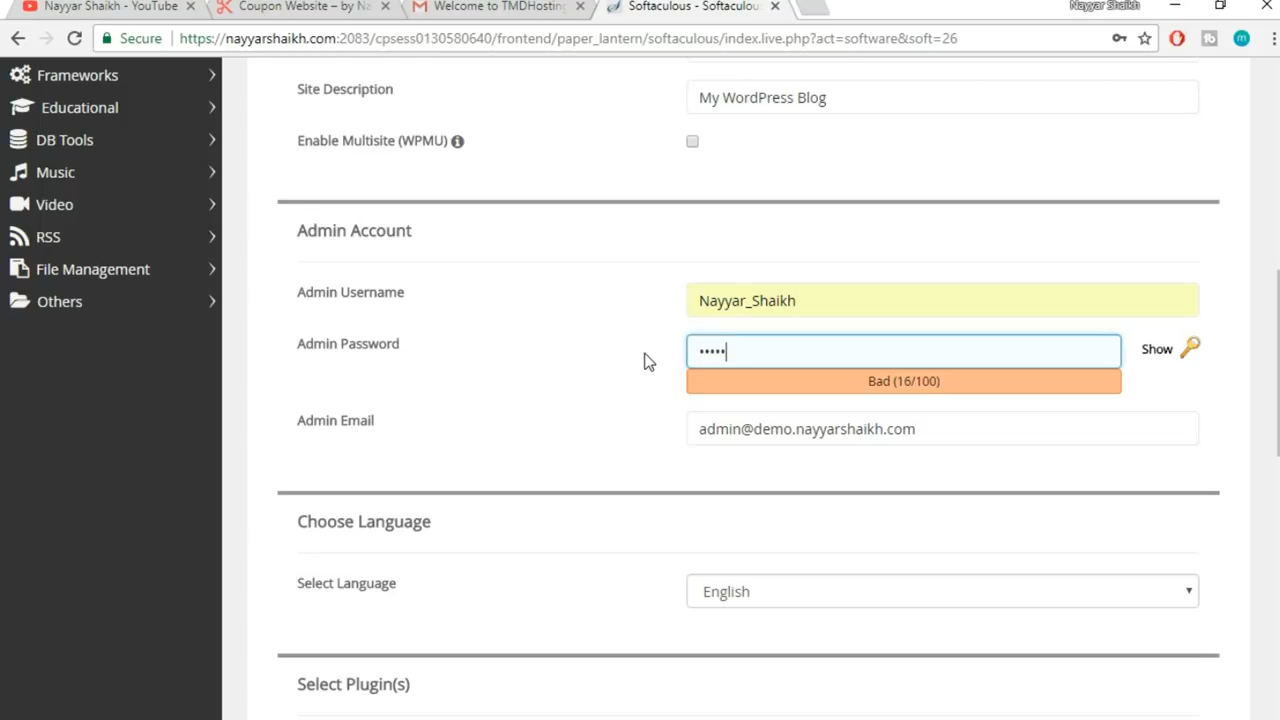 Nayyar Shaikh - YouTube
Coupon Website – by Na
Welcome to TMDHosting
Softaculous - Softaculou
Nayyar Shaikh
Secure
https://nayyarshaikh.com:2083/cpsess0130580640/frontend/paper_lantern/softaculous/index.live.php?act=software&soft=26
Frameworks
Educational
DB Tools
Music
Video
RSS
File Management
Others
Site Description
My WordPress Blog
Enable Multisite (WPMU)
Admin Account
Admin Username
Nayyar_Shaikh
Admin Password
•••••
Show
Bad (16/100)
Admin Email
admin@demo.nayyarshaikh.com
Choose Language
Select Language
English
Select Plugin(s)